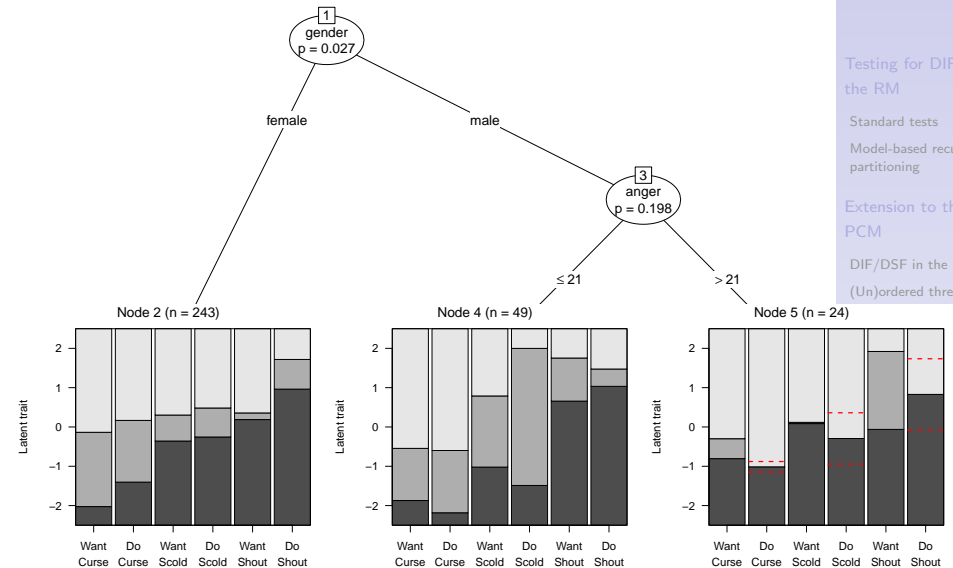 1
gender
p = 0.027
female
male
3
anger
p = 0.198
≤ 21
> 21
Node 2 (n = 243)
Latent trait
2
1
0
−1
−2
Want Curse
Do Curse
Want Scold
Do Scold
Want Shout
Do Shout
Node 4 (n = 49)
Latent trait
2
1
0
−1
−2
Want Curse
Do Curse
Want Scold
Do Scold
Want Shout
Do Shout
Node 5 (n = 24)
Latent trait
2
1
0
−1
−2
Want Curse
Do Curse
Want Scold
Do Scold
Want Shout
Do Shout
Testing for DIF
the RM
Standard tests
Model-based
partitioning
Extension to
PCM
DIF/DSF in the
(Un)ordered